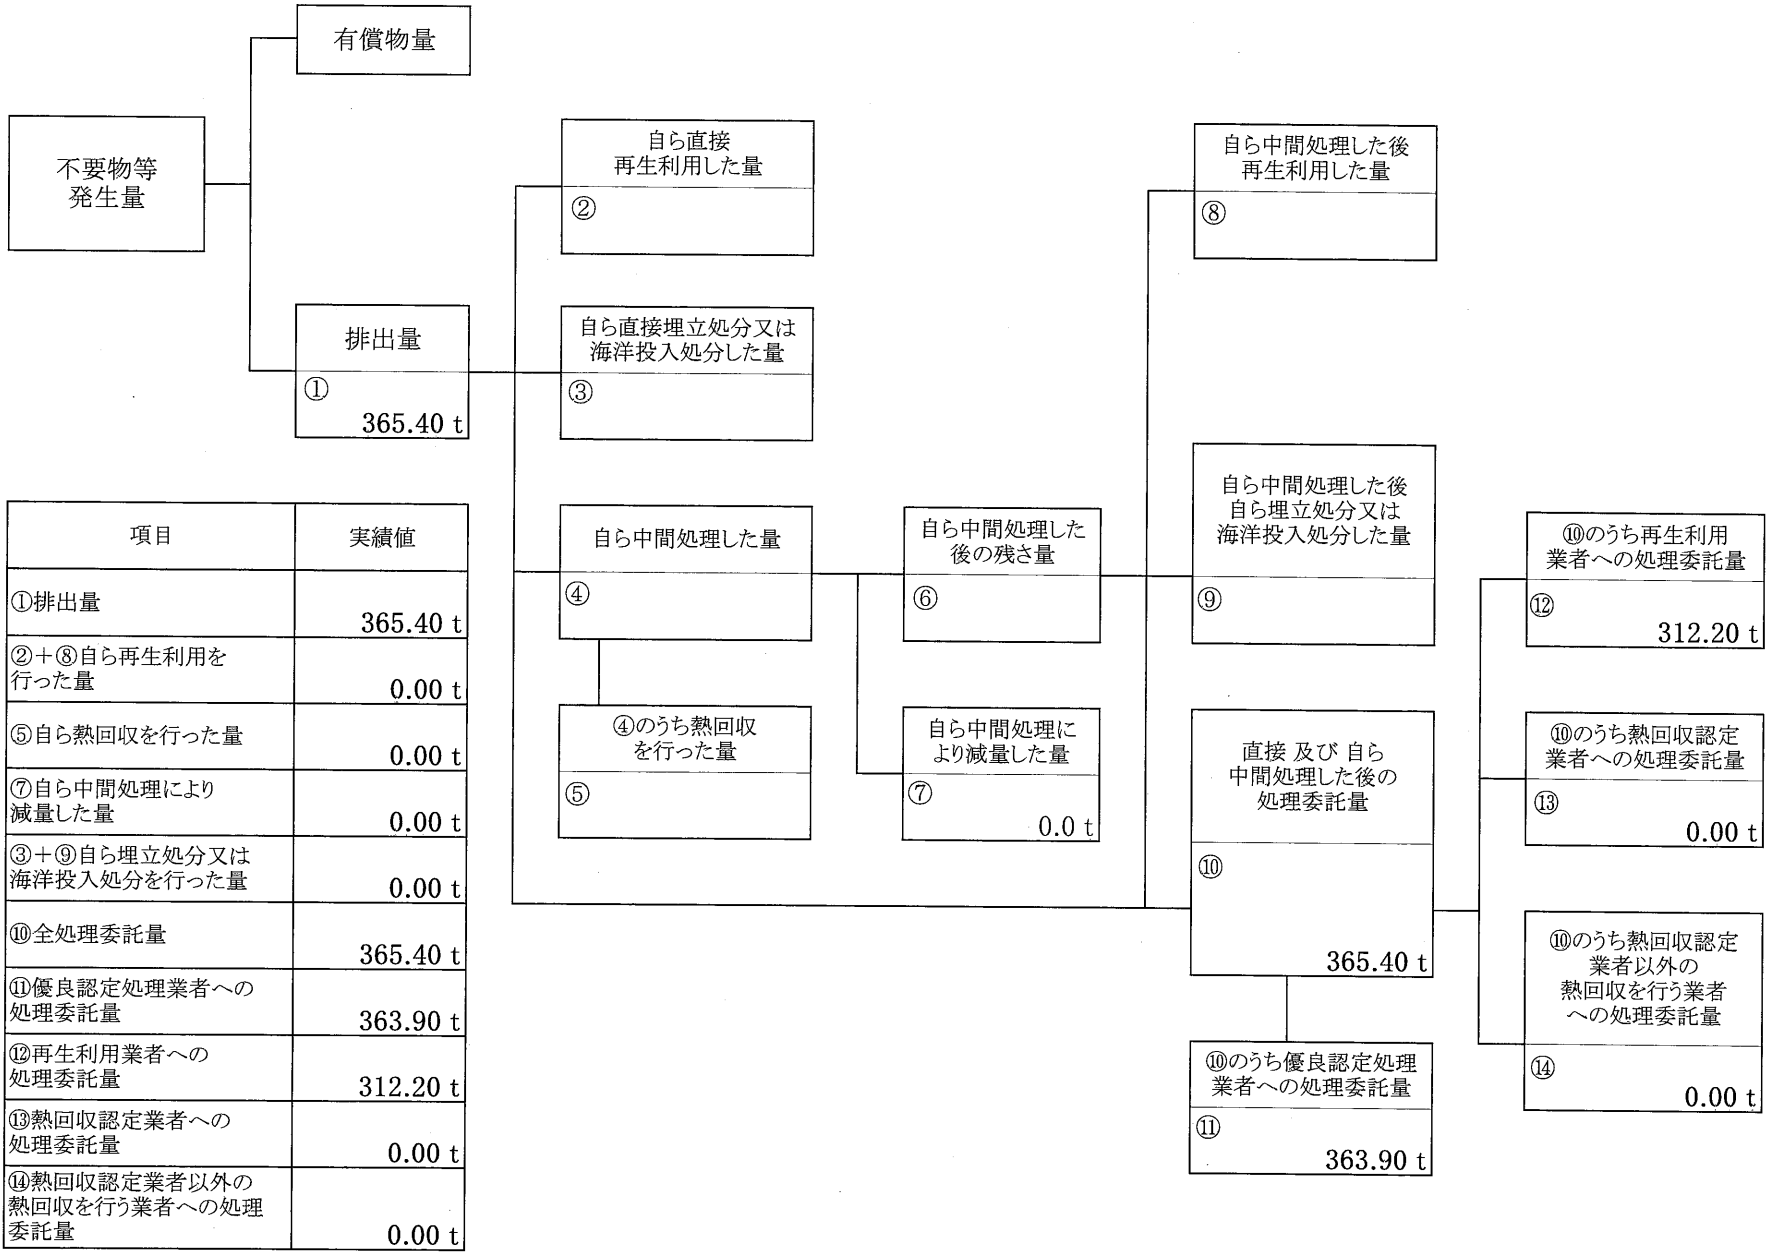 有償物量
不要物等
発生量
排出量
①
365.40 t
自ら直接
再生利用した量
②
自ら直接埋立処分又は
海洋投入処分した量
③
自ら中間処理した量
④
④のうち熱回収
を行った量
⑤
自ら中間処理した
後の残さ量
⑥
自ら中間処理に
より減量した量
⑦
0.0 t
自ら中間処理した後
再生利用した量
⑧
自ら中間処理した後
自ら埋立処分又は
海洋投入処分した量
⑨
直接 及び 自ら
中間処理した後の
処理委託量
⑩
365.40 t
⑩のうち優良認定処理
業者への処理委託量
⑪
363.90 t
⑩のうち再生利用
業者への処理委託量
⑫
312.20 t
⑩のうち熱回収認定
業者への処理委託量
⑬
0.00 t
⑩のうち熱回収認定
業者以外の
熱回収を行う業者
への処理委託量
⑭
0.00 t
項目 実績値
①排出量
365.40 t
②＋⑧自ら再生利用を
行った量
0.00 t
⑤自ら熱回収を行った量
0.00 t
⑦自ら中間処理により
減量した量
0.00 t
③＋⑨自ら埋立処分又は
海洋投入処分を行った量
0.00 t
⑩全処理委託量
365.40 t
⑪優良認定処理業者への
処理委託量
363.90 t
⑫再生利用業者への
処理委託量
312.20 t
⑬熱回収認定業者への
処理委託量
0.00 t
⑭熱回収認定業者以外の
熱回収を行う業者への処理
委託量
0.00 t